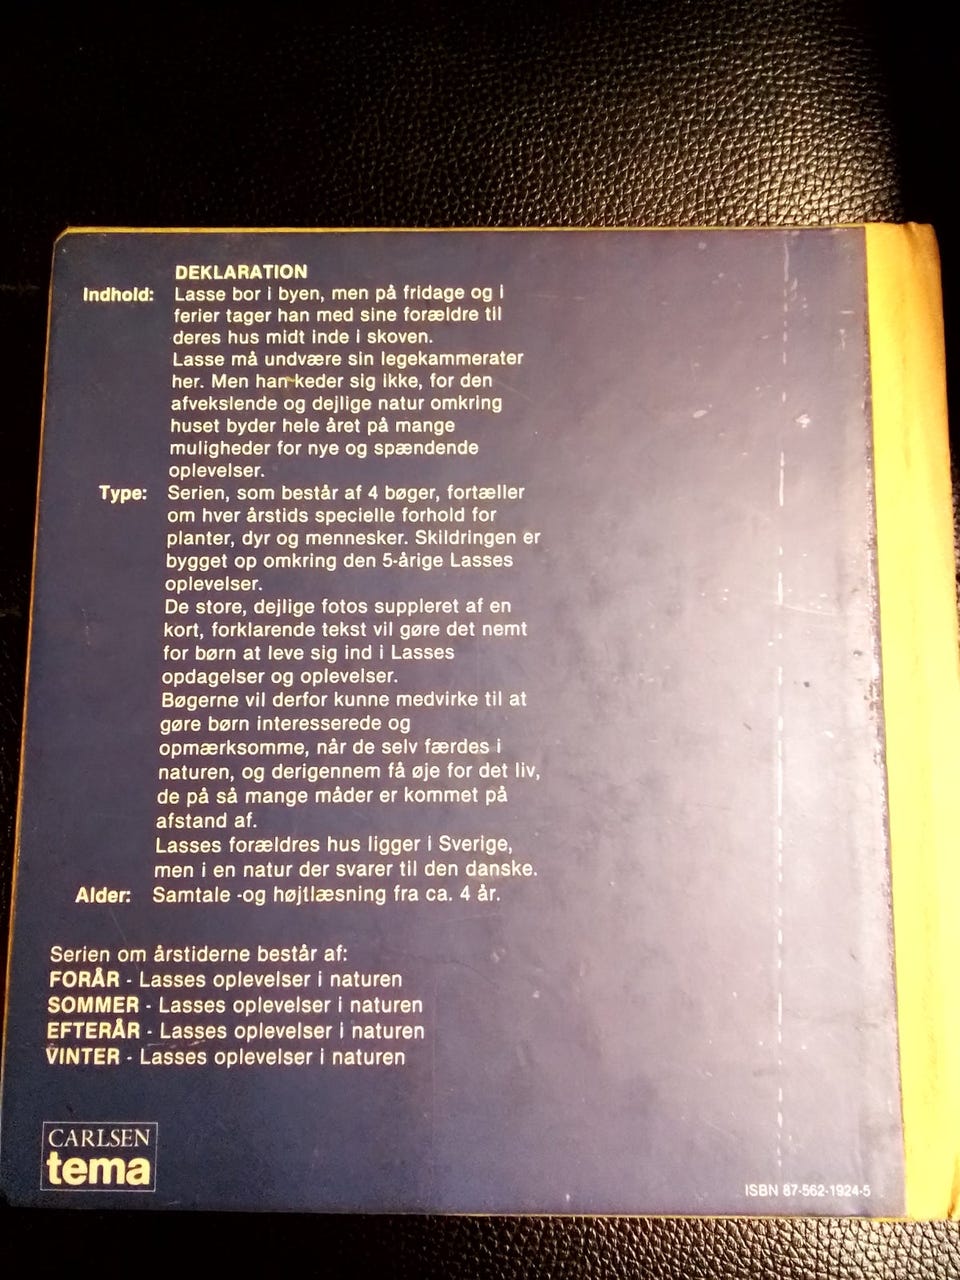 DEKLARATION
Indhold: Lasse bor i byen, men på fridage og i
ferier tager han med sine forældre til
deres hus midt inde i skoven.
Lasse må undvære sin legekammerater
her. Men han keder sig ikke, for den
afvekslende og dejlige natur omkring
huset byder hele året på mange
muligheder for nye og spændende
oplevelser.
Type: Serien, som består af 4 bøger, fortæller
om hver årstids specielle forhold for
planter, dyr og mennesker. Skildringen er
bygget op omkring den 5-årige Lasses
oplevelser.
De store, dejlige fotos suppleret af en
kort, forklarende tekst vil gøre det nemt
for børn at leve sig ind i Lasses
opdagelser og oplevelser.
Bøgerne vil derfor kunne medvirke til at
gøre børn interesserede og
opmærksomme, når de selv færdes i
naturen, og derigennem få øje for det liv,
de på så mange måder er kommet på
afstand af.
Lasses forældres hus ligger i Sverige,
men i en natur der svarer til den danske.
Alder: Samtale -og højtlæsning fra ca. 4 år.
Serien om årstiderne består af:
FORÅR - Lasses oplevelser i naturen
SOMMER - Lasses oplevelser i naturen
EFTERÅR - Lasses oplevelser i naturen
VINTER - Lasses oplevelser i naturen
CARLSEN
tema
ISBN 87-562-1924-5